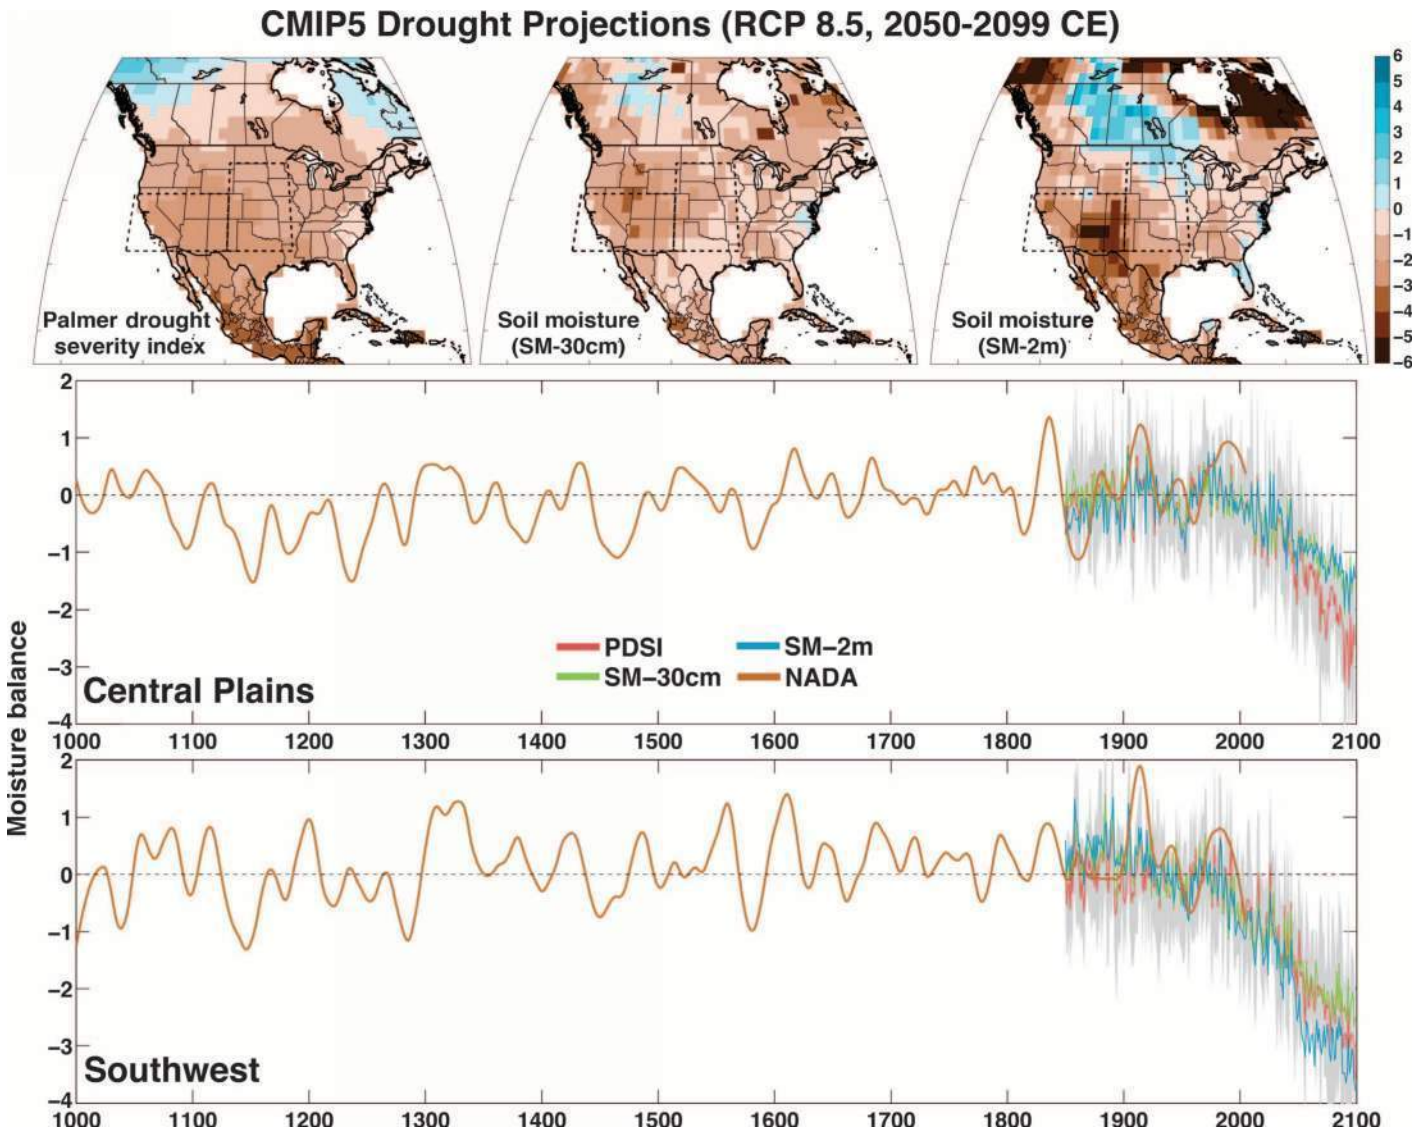 CMIP5 Drought Projections (RCP 8.5, 2050-2099 CE)
6
5
4
3
2
1
0
-1
-2
-3
-4
-5
-6
Palmer drought
severity index
Soil moisture
(SM-30cm)
Soil moisture
(SM-2m)
Moisture balance
2
1
0
−1
−2
−3
−4
PDSI
SM−2m
SM−30cm
NADA
Central Plains
1000 1100 1200 1300 1400 1500 1600 1700 1800 1900 2000 2100
2
1
0
−1
−2
−3
−4
Southwest
1000 1100 1200 1300 1400 1500 1600 1700 1800 1900 2000 2100